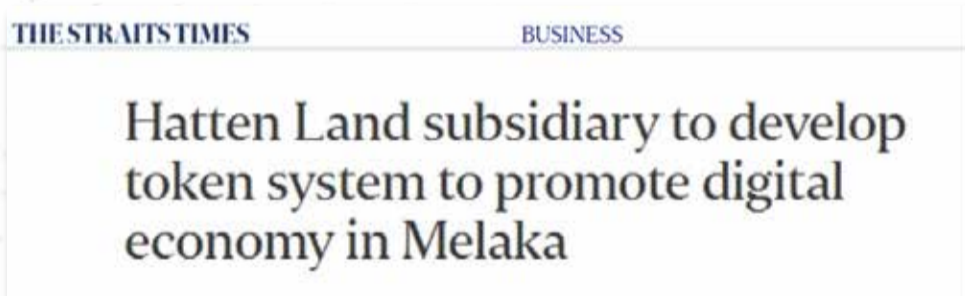 THE STRAITS TIMES BUSINESS
Hatten Land subsidiary to develop
token system to promote digital
economy in Melaka